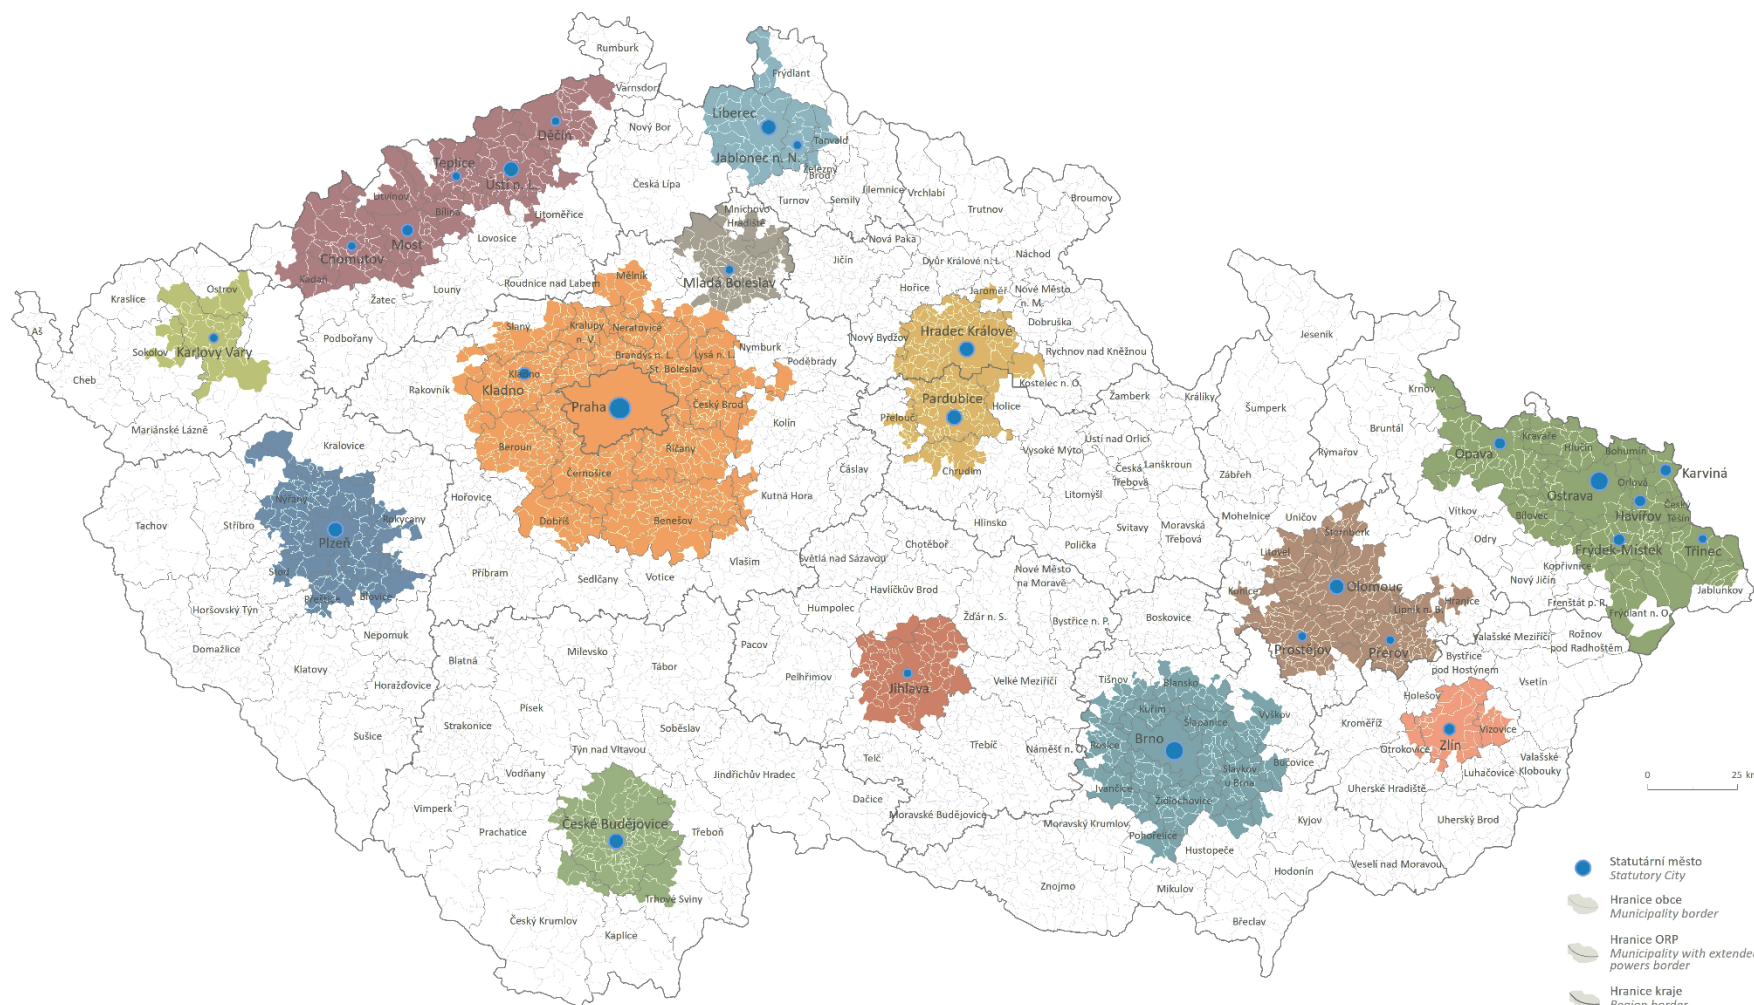 Rumburk
Varnsdorf
Frýdlant
Liberec
Děčín
Nový Bor
Tanvald
Jablonec n. N.
Teplice
Ústí n. L.
Železný
Brod
Česká Lípa
Jilemnice
Vrchlabí
Turnov
Semily
Trutnov
Broumov
Litvínov
Bílina
Litoměřice
Mnichovo
Hradiště
Most
Lovosice
Nová Paka
Chomutov
Jičín
Dvůr Králové n. L.
Náchod
Kadaň
Mělník
Mladá Boleslav
Roudnice nad Labem
Louny
Žatec
Ostrov
Kraslice
Hořice
Jaroměř
Nové Město
n. M.
Dobruška
Aš
Podbořany
Slaný
Kralupy
n. V.
Neratovice
Nymburk
Nový Bydžov
Hradec Králové
Jeseník
Sokolov
Karlovy Vary
Brandýs n. L.
St. Boleslav
Lysá n. L.
Poděbrady
Rychnov nad Kněžnou
Cheb
Kladno
Kladno
Rakovník
Kostelec n. O.
Krnov
Praha
Český Brod
Pardubice
Holice
Žamberk
Králíky
Šumperk
Přelouč
Kolín
Mariánské Lázně
Bruntál
Kralovice
Beroun
Říčany
Ústí nad Orlicí
Vysoké Mýto
Rýmařov
Opava
Kravaře
Hlučín
Bohumín
Karviná
Černošice
Čáslav
Chrudim
Česká
Třebová
Lanškroun
Zábřeh
Orlová
Ostrava
Nýřany
Hořovice
Kutná Hora
Litomyšl
Český
Těšín
Havířov
Bílovec
Vítkov
Tachov
Stříbro
Rokycany
Dobříš
Benešov
Hlinsko
Mohelnice
Uničov
Svitavy
Moravská
Třebová
Šternberk
Plzeň
Chotěboř
Polička
Litovel
Odry
Frýdek-Místek
Třinec
Světlá nad Sázavou
Vlašim
Votice
Sedlčany
Příbram
Stod
Nové Město
na Moravě
Kopřivnice
Nový Jičín
Jablunkov
Přeštice
Blovice
Havlíčkův Brod
Konice
Olomouc
Hranice
Lipník n. B.
Frenštát p. R.
Frýdlant n. O.
Horšovský Týn
Humpolec
Žďár n. S.
Bystřice n. P.
Boskovice
Nepomuk
Domažlice
Pacov
Prostějov
Přerov
Valašské Meziříčí
Rožnov
pod Radhoštěm
Klatovy
Blatná
Milevsko
Tábor
Pelhřimov
Bystřice
pod Hostýnem
Horažďovice
Jihlava
Velké Meziříčí
Tišnov
Blansko
Vsetín
Holešov
Písek
Kuřim
Vyškov
Strakonice
Soběslav
Šlapanice
Kroměříž
Vizovice
Sušice
Týn nad Vltavou
Třebíč
Náměšť n. O.
Rosice
Brno
Zlín
Otrokovice
Telč
Bučovice
Valašské
Klobouky
Vodňany
Jindřichův Hradec
Slavkov
u Brna
Luhačovice
Ivančice
Uherské Hradiště
Vimperk
Dačice
Židlochovice
Moravské Budějovice
Prachatice
České Budějovice
Třeboň
Moravský Krumlov
Kyjov
Uherský Brod
Pohořelice
Hustopeče
Veselí nad Moravou
Hodonín
Znojmo
Mikulov
Trhové Sviny
Český Krumlov
Břeclav
Kaplice
0 25 km
Statutární město
Statutory City
Hranice obce
Municipality border
Hranice ORP
Municipality with extended
powers border
Hranice kraje
Region border